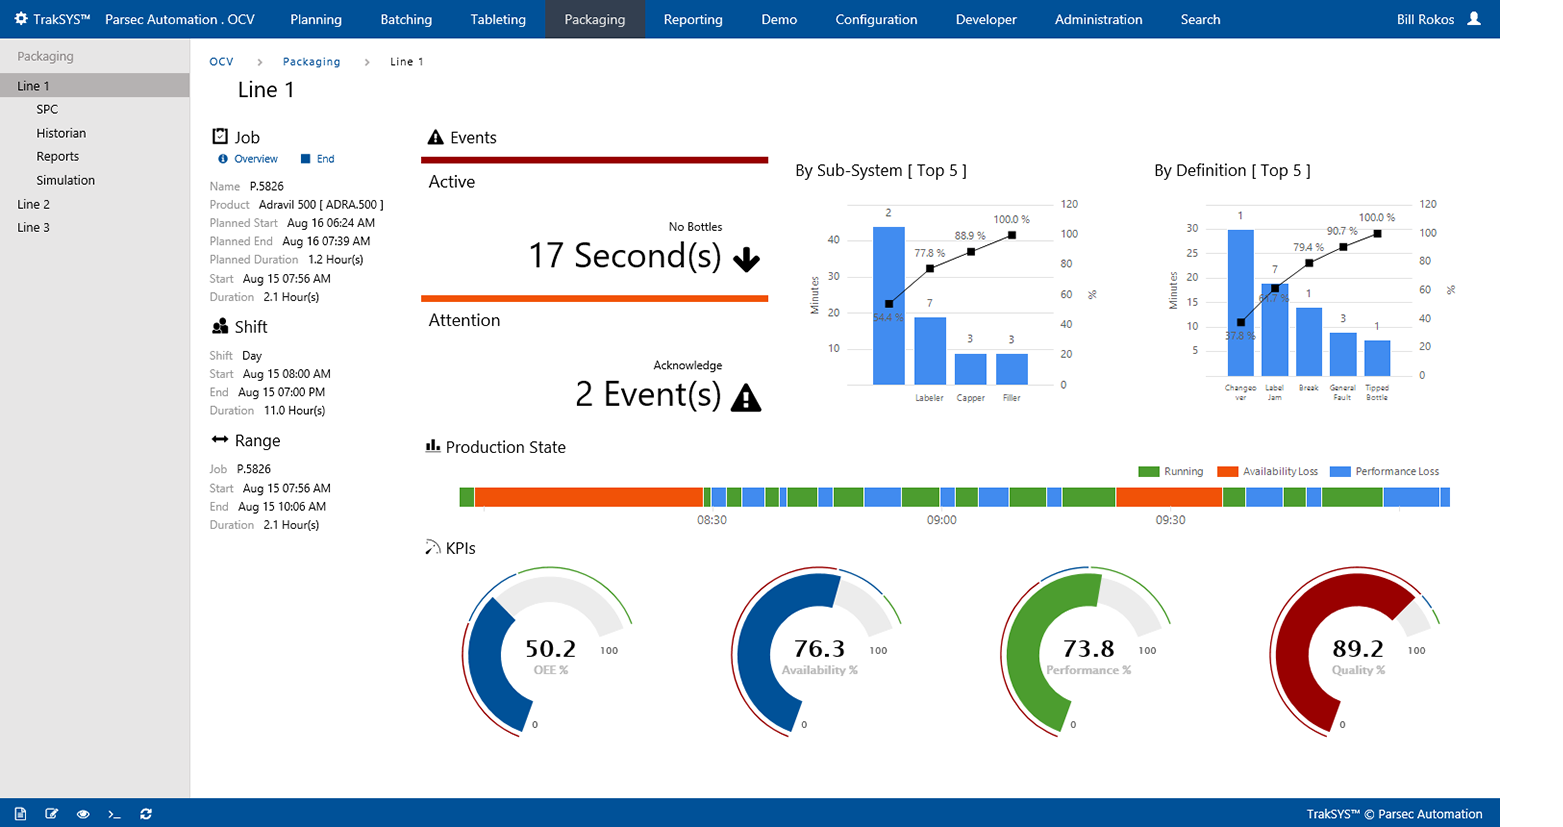 TrakSYS™ Parsec Automation . OCV Planning Batching Tableting Packaging Reporting Demo Configuration Developer Administration Search Bill Rokos
Packaging
Line 1
SPC
Historian
Reports
Simulation
Line 2
Line 3
OCV > Packaging > Line 1
Line 1
Job
Overview End
Name P.5826
Product Adravil 500 [ ADRA.500 ]
Planned Start Aug 16 06:24 AM
Planned End Aug 16 07:39 AM
Planned Duration 1.2 Hour(s)
Start Aug 15 07:56 AM
Duration 2.1 Hour(s)
Shift
Shift Day
Start Aug 15 08:00 AM
End Aug 15 07:00 PM
Duration 11.0 Hour(s)
Range
Job P.5826
Start Aug 15 07:56 AM
End Aug 15 10:06 AM
Duration 2.1 Hour(s)
Events
Active
No Bottles
17 Second(s)
Attention
Acknowledge
2 Event(s)
By Sub-System [ Top 5 ]
Minutes
40
30
20
10
2
7
3
3
54.4 %
77.8 %
88.9 %
100.0 %
120
100
80
60
40
20
0
%
Labeler Capper Filler
By Definition [ Top 5 ]
Minutes
30
25
20
15
10
5
1
7
1
3
1
37.8 %
61.7 %
79.4 %
90.7 %
100.0 %
120
100
80
60
40
20
0
%
Changeo Label Break General Tipped
ver Jam Fault Bottle
Production State
Running Availability Loss Performance Loss
08:30 09:00 09:30
KPIs
50.2
OEE %
0
100
76.3
Availability %
0
100
73.8
Performance %
0
100
89.2
Quality %
0
100
TrakSYS™ © Parsec Automation